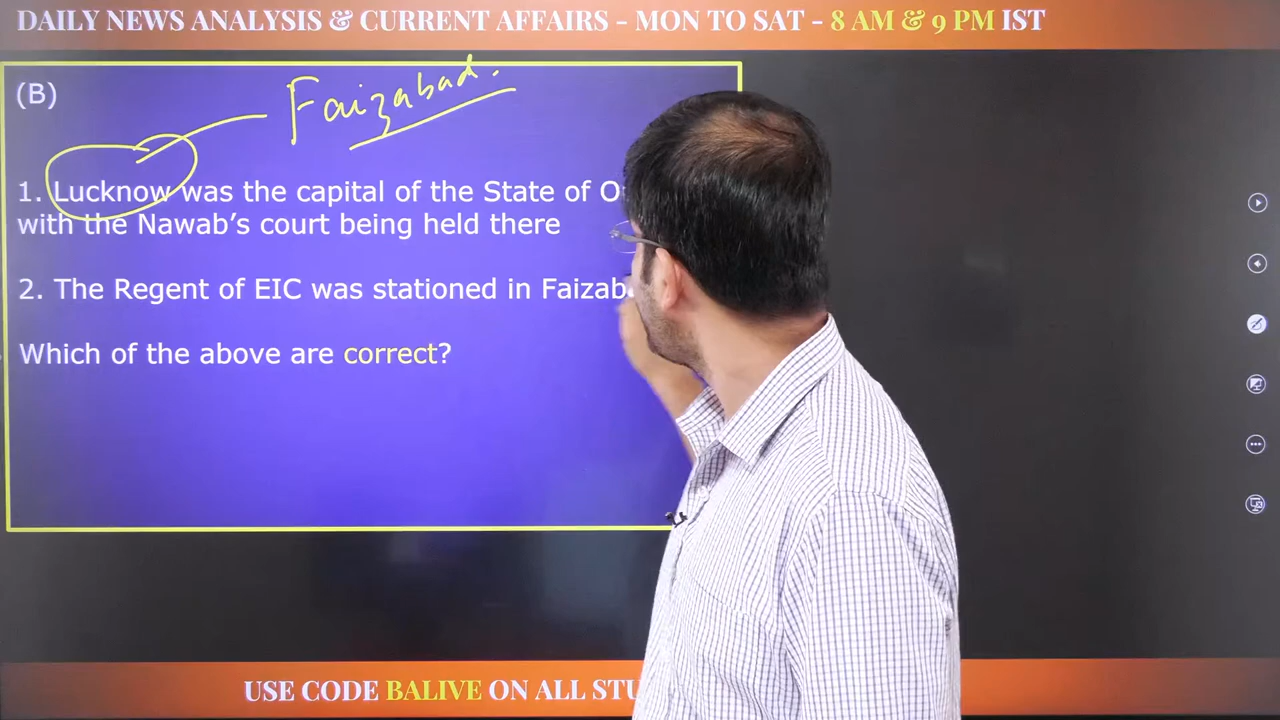 DAILY NEWS ANALYSIS & CURRENT AFFAIRS - MON TO SAT - 8 AM & 9 PM IST
(B)
Faizabad.
1. Lucknow was the capital of the State of
with the Nawab's court being held there
2. The Regent of EIC was stationed in
Which of the above are correct?
USE CODE BALIVE ON ALL